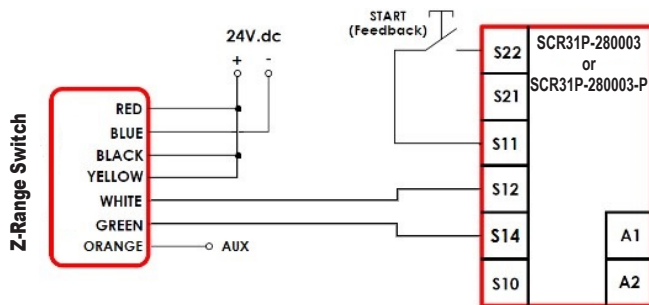 START
(Feedback)
24V.dc
+ -
Z-Range Switch
RED
BLUE
BLACK
YELLOW
WHITE
GREEN
ORANGE
AUX
S22
S21
S11
S12
S14
S10
SCR31P-280003
or
SCR31P-280003-P
A1
A2